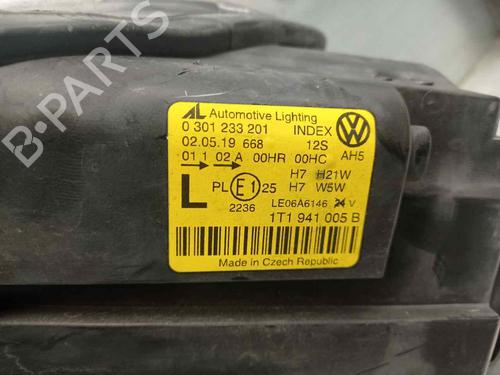 B-PARTS
AL Automotive Lighting
0 301 233 201 INDEX
02.05.19 668 12S
01 1 02 A 00HR 00HC AH5
H7 H21W
L PL E1 25 H7 W5W
2236 LE06A6146 24 V
1T1 941 005 B
Made in Czech Republic